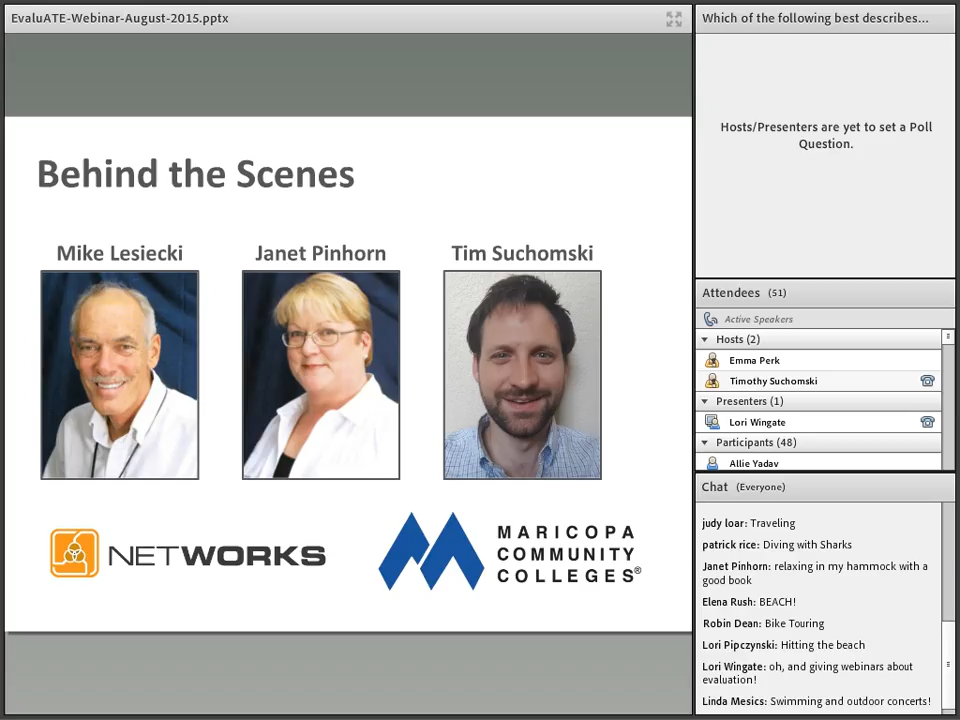 EvaluATE-Webinar-August-2015.pptx
Behind the Scenes
Mike Lesiecki
Janet Pinhorn
Tim Suchomski
NETWORKS
MARICOPA
COMMUNITY
COLLEGES®
Which of the following best describes...
Hosts/Presenters are yet to set a Poll
Question.
Attendees (51)
Active Speakers
Hosts (2)
Emma Perk
Timothy Suchomski
Presenters (1)
Lori Wingate
Participants (48)
Allie Yadav
Chat (Everyone)
judy loar: Traveling
patrick rice: Diving with Sharks
Janet Pinhorn: relaxing in my hammock with a
good book
Elena Rush: BEACH!
Robin Dean: Bike Touring
Lori Pipczynski: Hitting the beach
Lori Wingate: oh, and giving webinars about
evaluation!
Linda Mesics: Swimming and outdoor concerts!